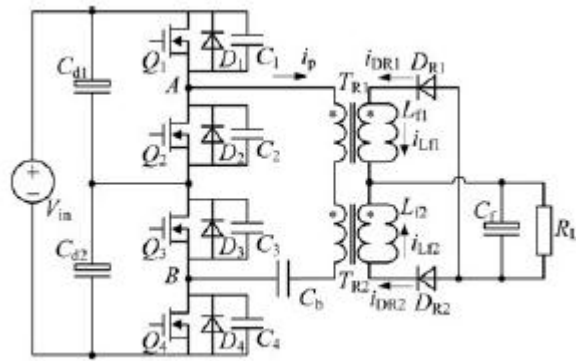 C_d1
Q_1
D_1
C_1
i_p
i_DR1
D_R1
A
T_R1
L_f1
i_Lf1
Q_2
D_2
C_2
V_in
C_d2
Q_3
D_3
C_3
L_f2
i_Lf2
C_f
R_L
B
C_b
T_R2
i_DR2
D_R2
Q_4
D_4
C_4